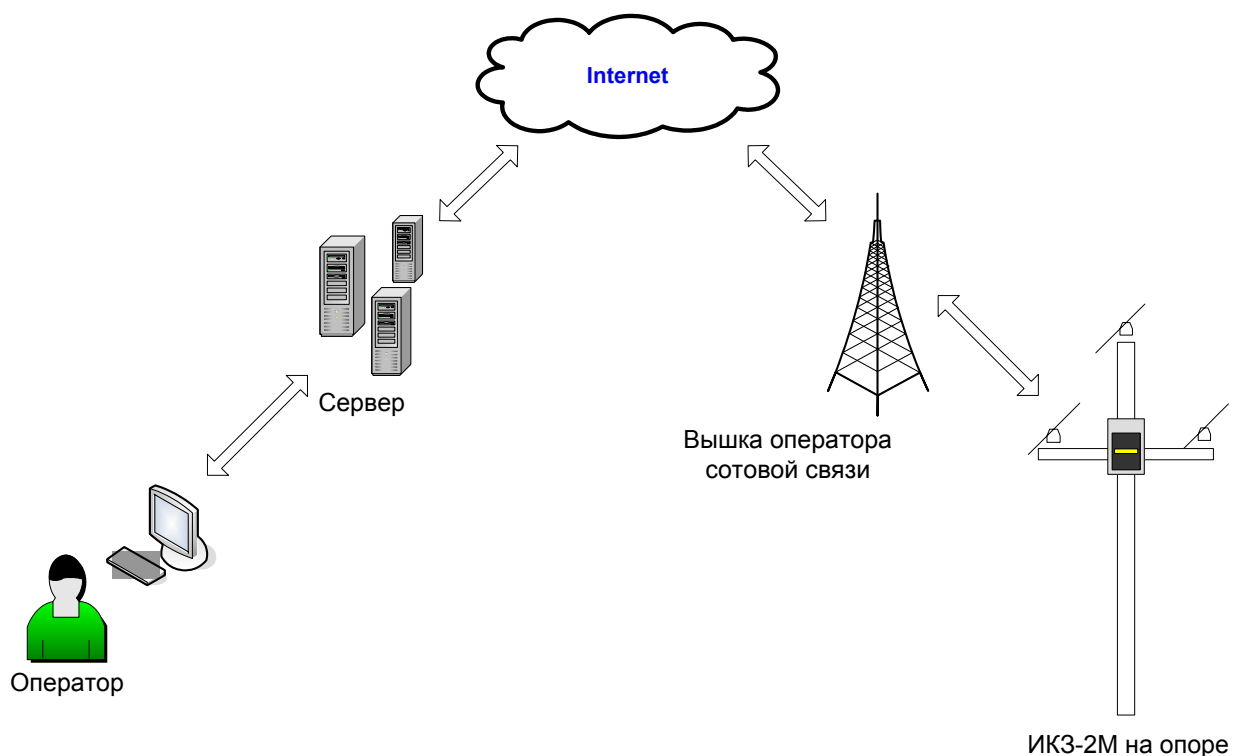 Internet
Сервер
Вышка оператора
сотовой связи
Оператор
ИКЗ-2М на опоре